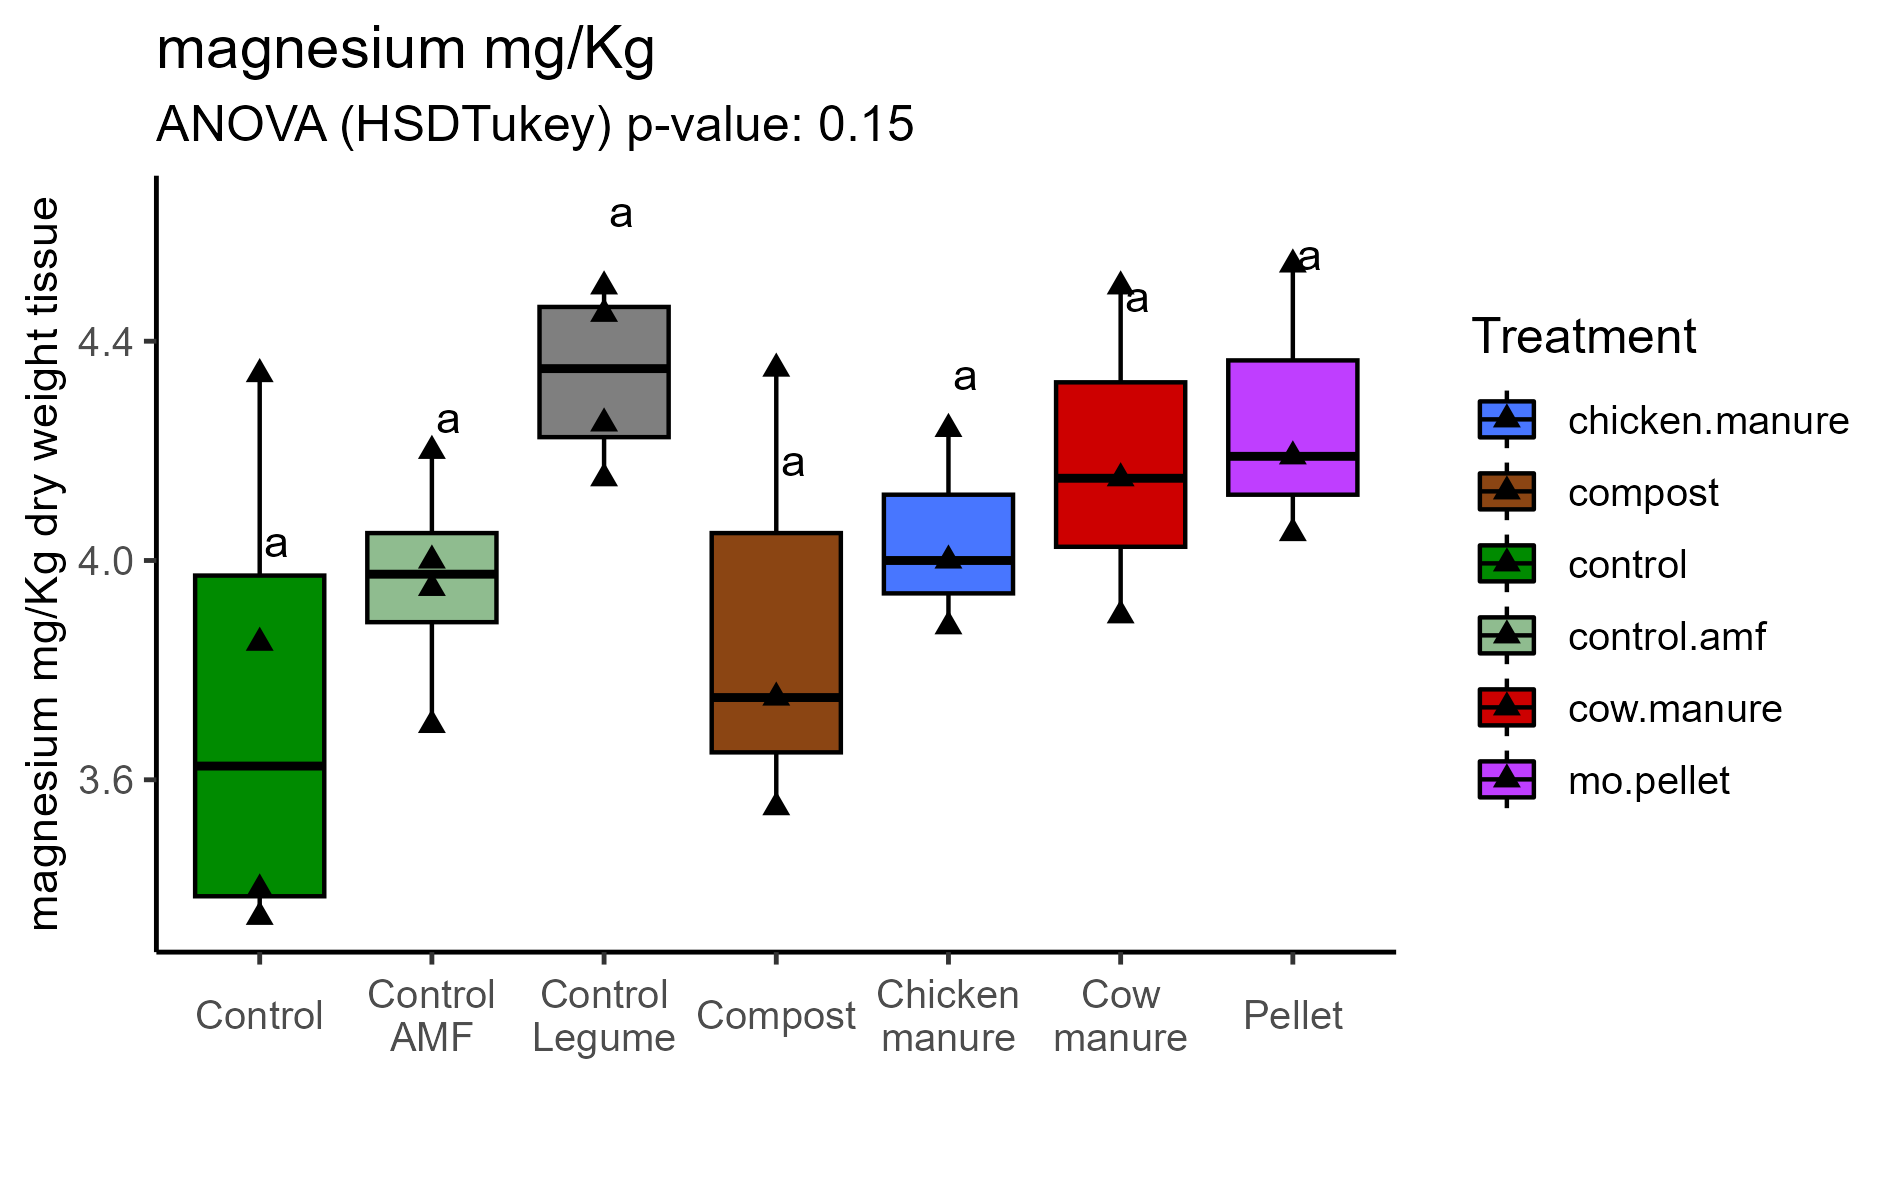 magnesium mg/Kg
ANOVA (HSDTukey) p-value: 0.15
magnesium mg/Kg dry weight tissue
4.4
4.0
3.6
a
a
a
a
a
a
a
Control
Control
AMF
Control
Legume
Compost
Chicken
manure
Cow
manure
Pellet
Treatment
chicken.manure
compost
control
control.amf
cow.manure
mo.pellet